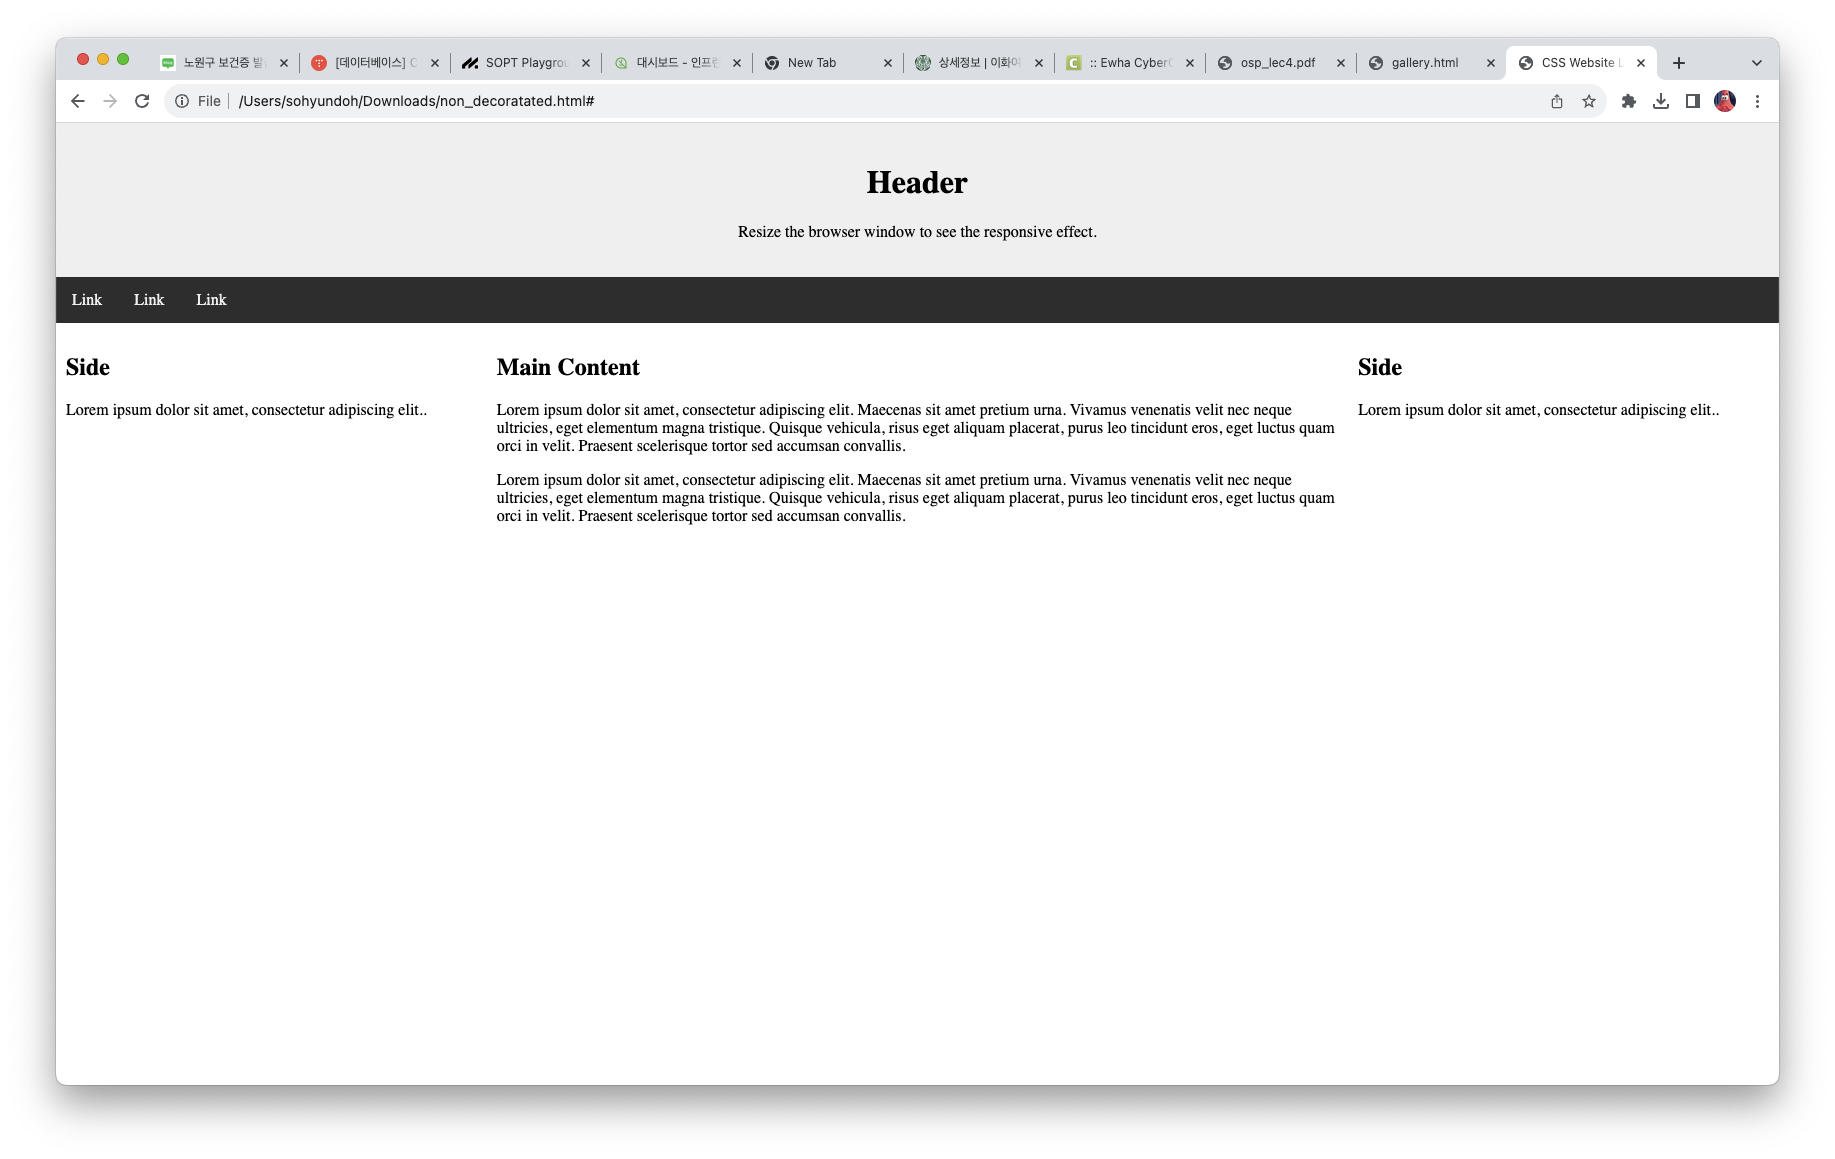 노원구 보건증 발
[데이터베이스]
SOPT Playgrou
대시보드 - 인프런
New Tab
상세정보 | 이화여
:: Ewha Cyber
osp_lec4.pdf
gallery.html
CSS Website L
File /Users/sohyundoh/Downloads/non_decoratated.html#
Header
Resize the browser window to see the responsive effect.
Link Link Link
Side
Lorem ipsum dolor sit amet, consectetur adipiscing elit..
Main Content
Lorem ipsum dolor sit amet, consectetur adipiscing elit. Maecenas sit amet pretium urna. Vivamus venenatis velit nec neque
ultricies, eget elementum magna tristique. Quisque vehicula, risus eget aliquam placerat, purus leo tincidunt eros, eget luctus quam
orci in velit. Praesent scelerisque tortor sed accumsan convallis.
Lorem ipsum dolor sit amet, consectetur adipiscing elit. Maecenas sit amet pretium urna. Vivamus venenatis velit nec neque
ultricies, eget elementum magna tristique. Quisque vehicula, risus eget aliquam placerat, purus leo tincidunt eros, eget luctus quam
orci in velit. Praesent scelerisque tortor sed accumsan convallis.
Side
Lorem ipsum dolor sit amet, consectetur adipiscing elit..